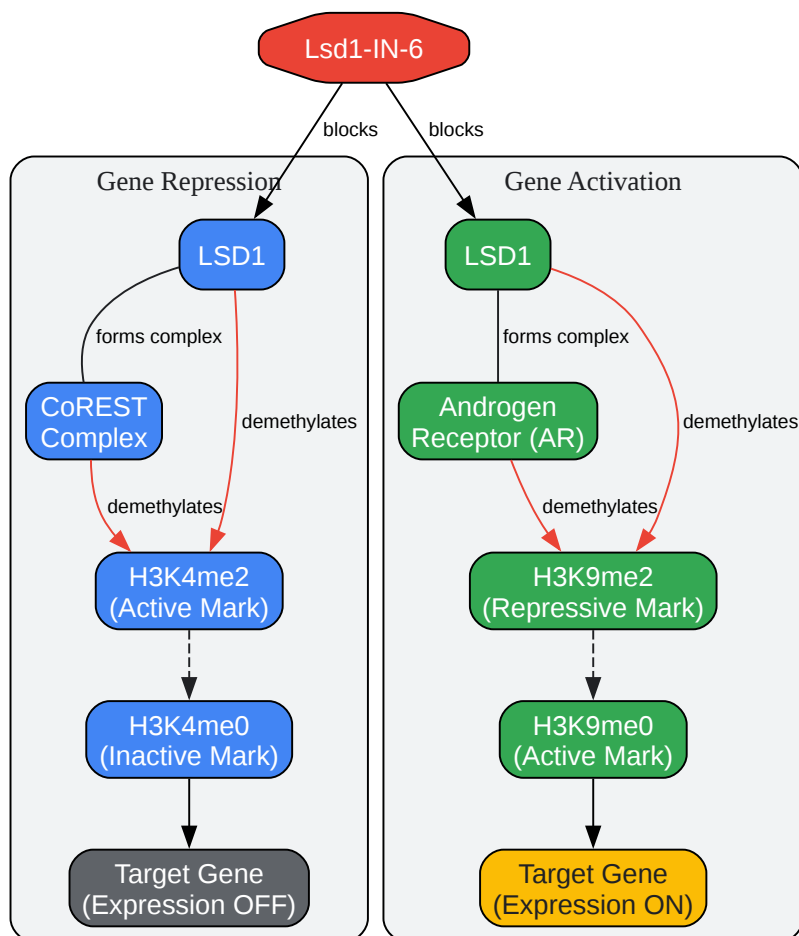 Lsd1-IN-6
blocks
blocks
Gene Repression
Gene Activation
LSD1
LSD1
forms complex
forms complex
CoREST
Complex
Androgen
Receptor (AR)
demethylates
demethylates
demethylates
demethylates
H3K4me2
(Active Mark)
H3K9me2
(Repressive Mark)
H3K4me0
(Inactive Mark)
H3K9me0
(Active Mark)
Target Gene
(Expression OFF)
Target Gene
(Expression ON)